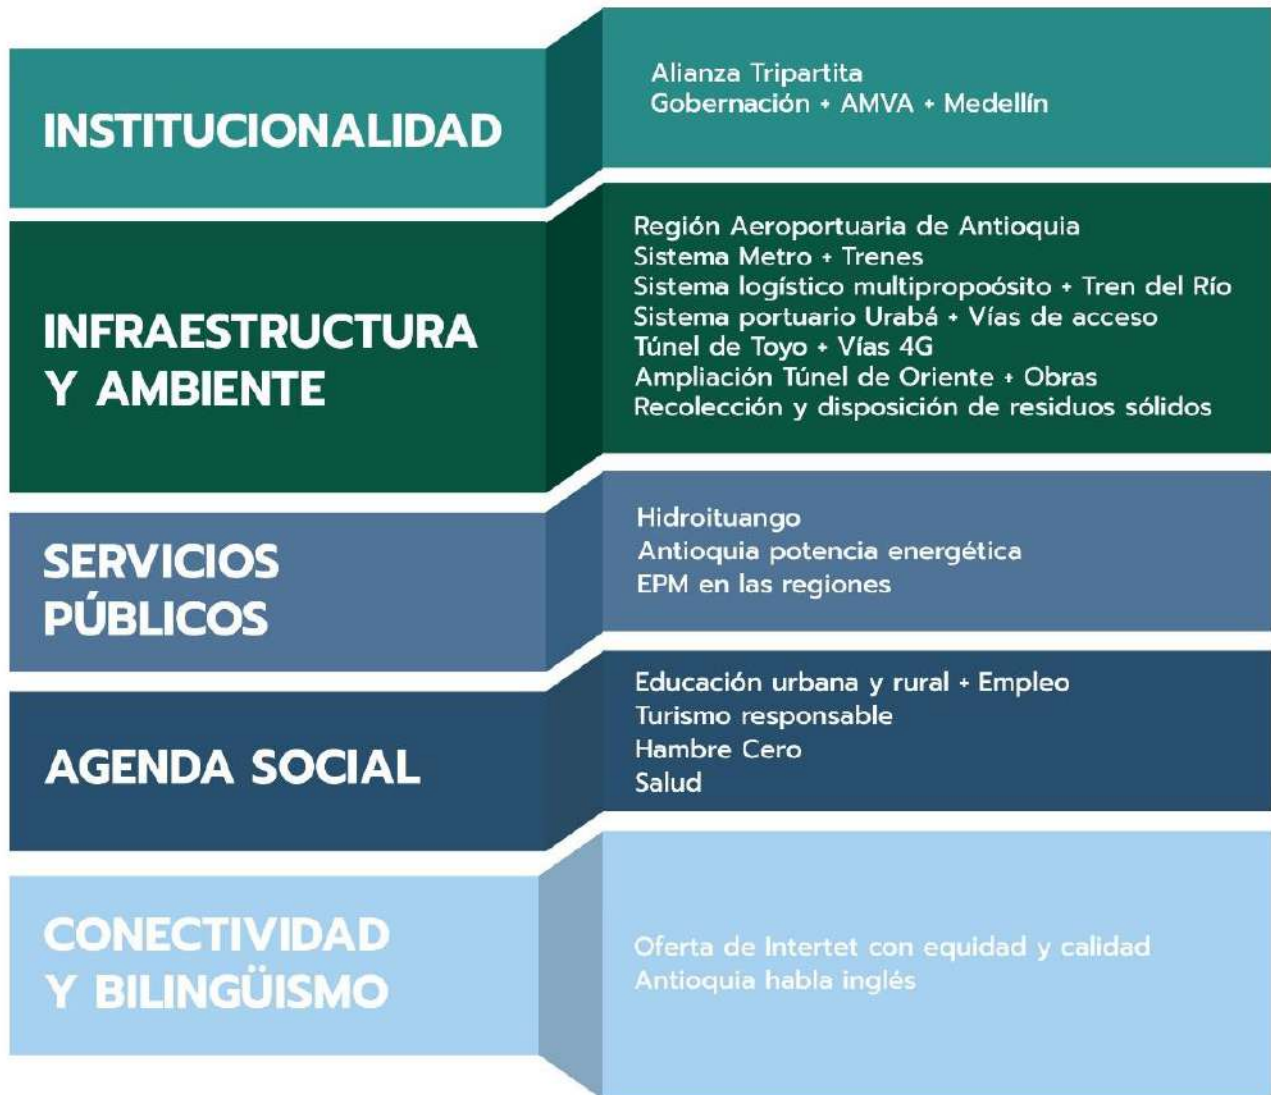 INSTITUCIONALIDAD
Alianza Tripartita
Gobernación + AMVA + Medellín
INFRAESTRUCTURA
Y AMBIENTE
Región Aeroportuaria de Antioquia
Sistema Metro + Trenes
Sistema logístico multipropoósito + Tren del Río
Sistema portuario Urabá + Vías de acceso
Túnel de Toyo + Vías 4G
Ampliación Túnel de Oriente + Obras
Recolección y disposición de residuos sólidos
SERVICIOS
PÚBLICOS
Hidroituango
Antioquia potencia energética
EPM en las regiones
AGENDA SOCIAL
Educación urbana y rural + Empleo
Turismo responsable
Hambre Cero
Salud
CONECTIVIDAD
Y BILINGÜISMO
Oferta de Intertet con equidad y calidad
Antioquia habla inglés